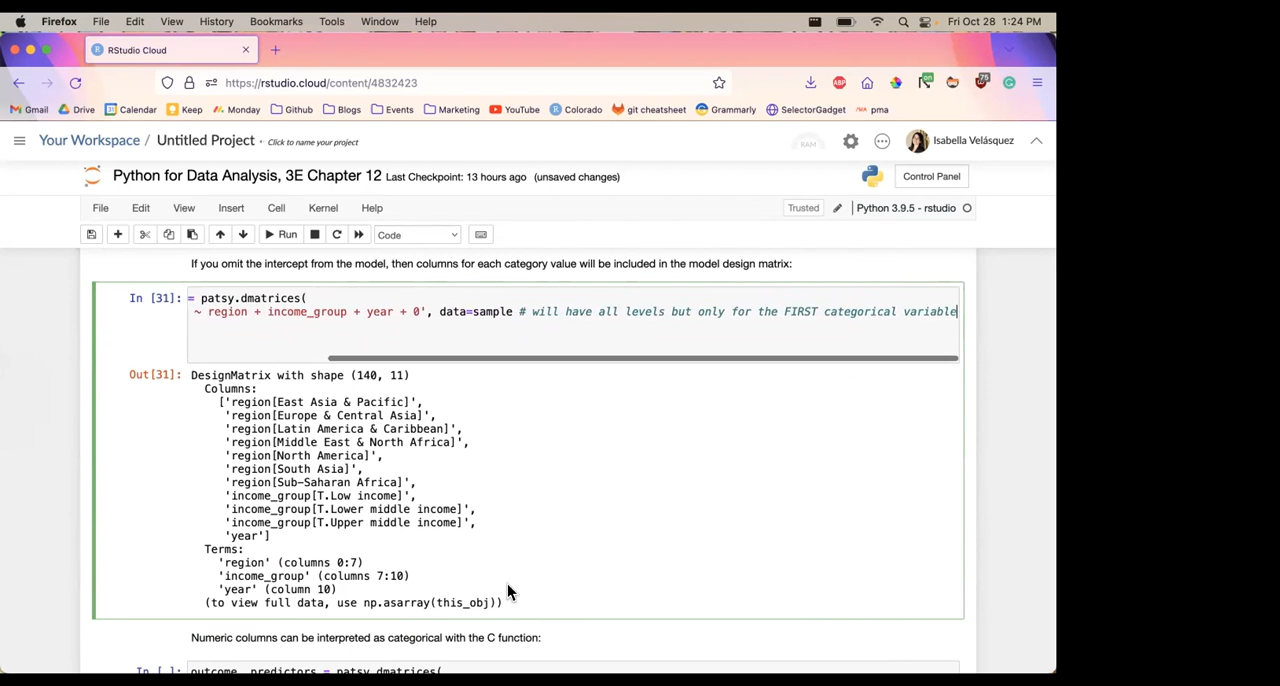 Firefox File Edit View History Bookmarks Tools Window Help Fri Oct 28 1:24 PM
RStudio Cloud
https://rstudio.cloud/content/4832423
ABP on 75
Gmail Drive Calendar Keep Monday Github Blogs Events Marketing YouTube Colorado git cheatsheet Grammarly SelectorGadget pma
Your Workspace / Untitled Project • Click to name your project RAM Isabella Velásquez
Python for Data Analysis, 3E Chapter 12 Last Checkpoint: 13 hours ago (unsaved changes) Control Panel
File Edit View Insert Cell Kernel Help Trusted Python 3.9.5 - rstudio
Run Code
If you omit the intercept from the model, then columns for each category value will be included in the model design matrix:
In [31]: = patsy.dmatrices(
~ region + income_group + year + 0', data=sample # will have all levels but only for the FIRST categorical variable
Out[31]: DesignMatrix with shape (140, 11)
Columns:
['region[East Asia & Pacific]',
'region[Europe & Central Asia]',
'region[Latin America & Caribbean]',
'region[Middle East & North Africa]',
'region[North America]',
'region[South Asia]',
'region[Sub-Saharan Africa]',
'income_group[T.Low income]',
'income_group[T.Lower middle income]',
'income_group[T.Upper middle income]',
'year']
Terms:
'region' (columns 0:7)
'income_group' (columns 7:10)
'year' (column 10)
(to view full data, use np.asarray(this_obj))
Numeric columns can be interpreted as categorical with the C function:
In [ ]: outcome, predictors = patsy.dmatrices(